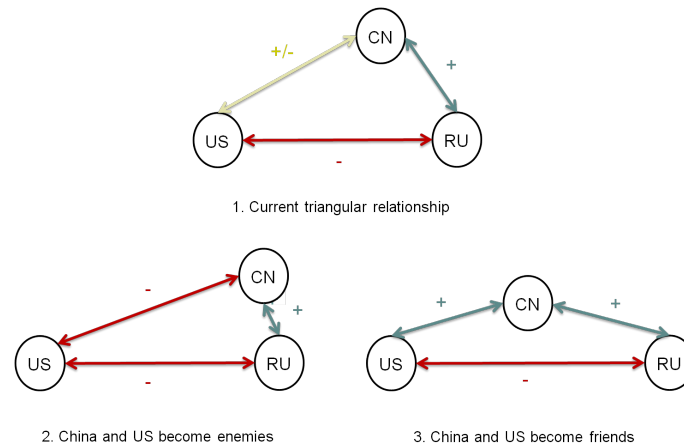 CN
+/-
+
US
RU
-
1. Current triangular relationship
CN
-
+
US
RU
-
2. China and US become enemies
CN
+
+
US
RU
-
3. China and US become friends